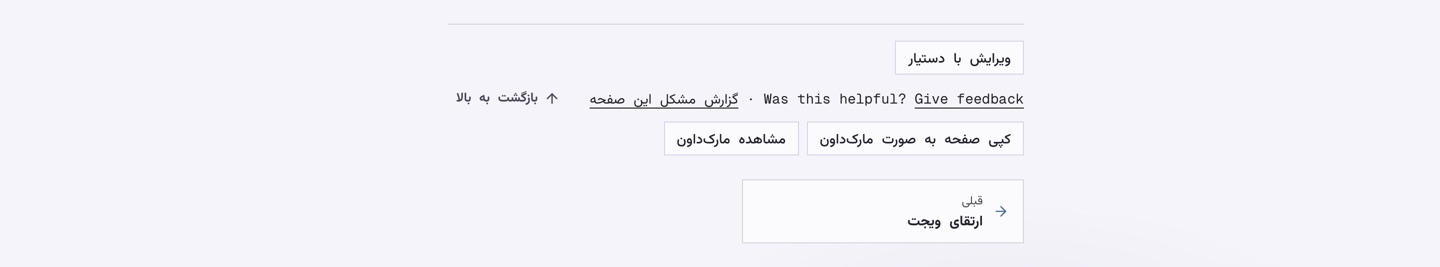 ویرایش با دستیار
Was this helpful? Give feedback · گزارش مشکل این صفحه
بازگشت به بالا
کپی صفحه به صورت مارک‌داون
مشاهده مارک‌داون
قبلی
ارتقای ویجت